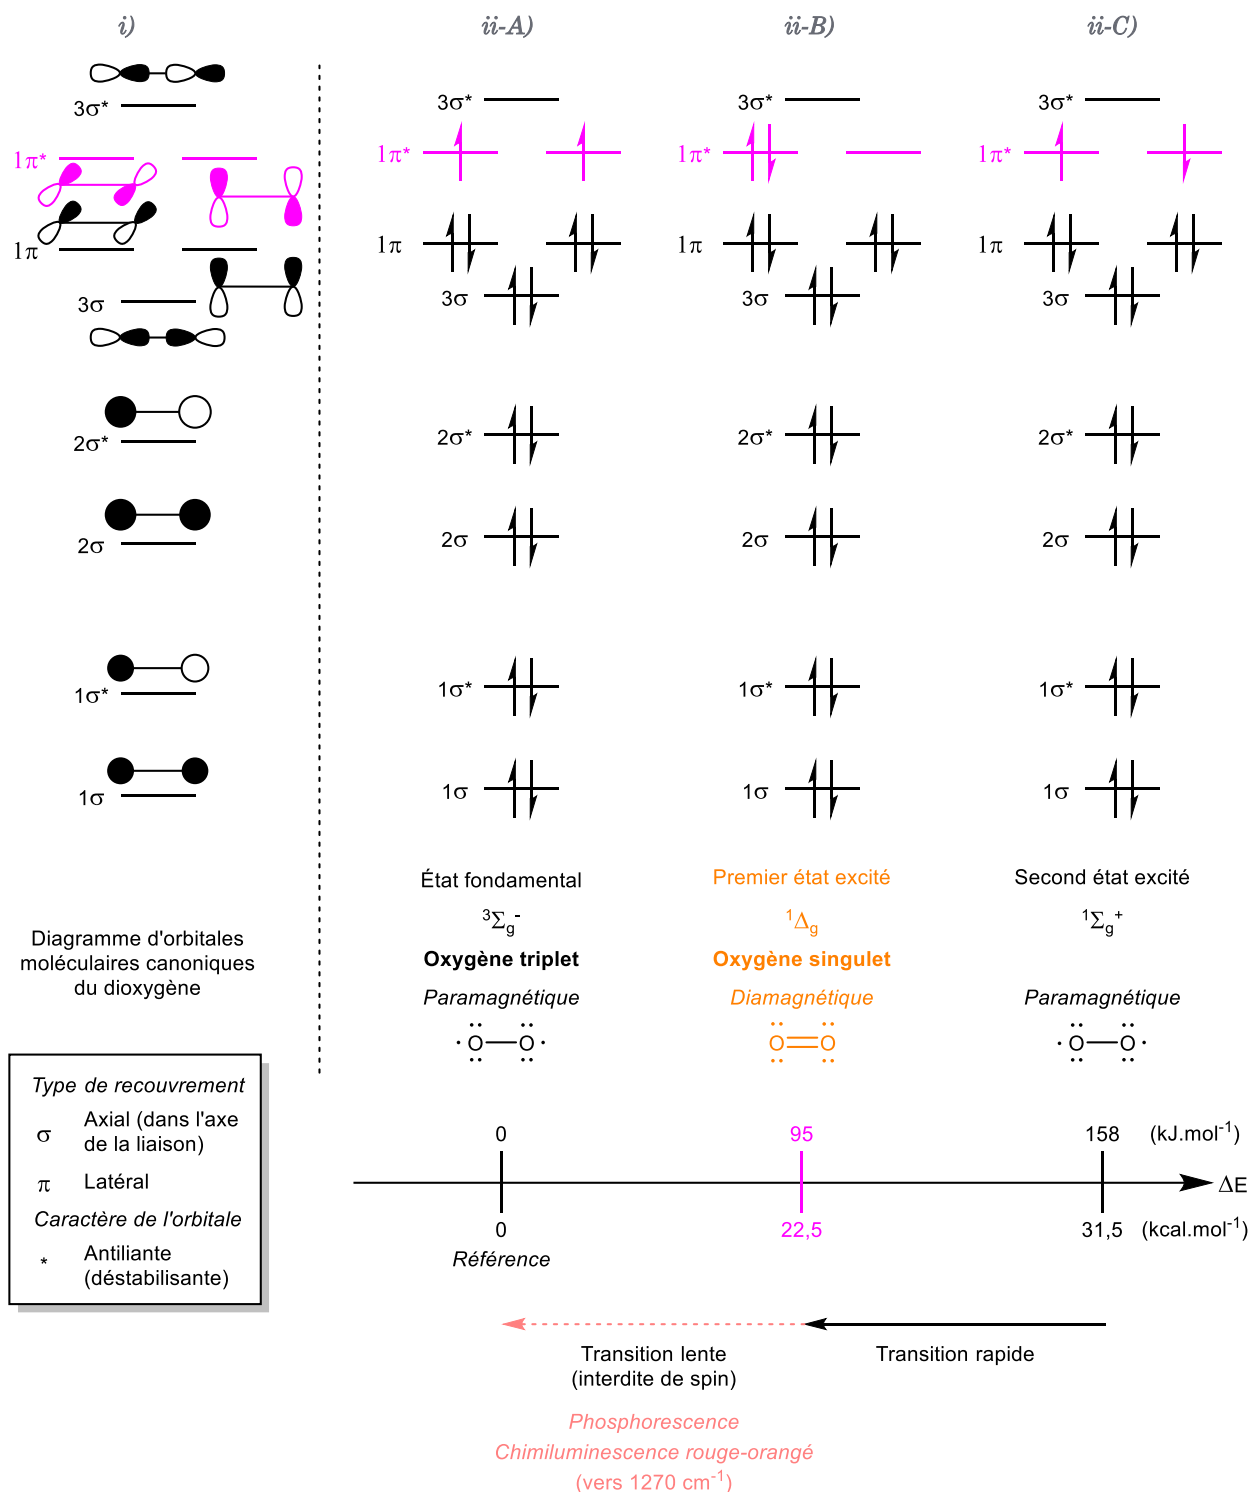 i)
ii-A)
ii-B)
ii-C)
3σ*
1π*
1π
3σ
2σ*
2σ
1σ*
1σ
3σ*
1π*
1π
3σ
2σ*
2σ
1σ*
1σ
3σ*
1π*
1π
3σ
2σ*
2σ
1σ*
1σ
3σ*
1π*
1π
3σ
2σ*
2σ
1σ*
1σ
Diagramme d'orbitales
moléculaires canoniques
du dioxygène
État fondamental
³Σg⁻
Oxygène triplet
Paramagnétique
O O
Premier état excité
¹Δg
Oxygène singulet
Diamagnétique
O O
Second état excité
¹Σg⁺
Paramagnétique
O O
Type de recouvrement
σ Axial (dans l'axe
de la liaison)
π Latéral
Caractère de l'orbitale
* Antiliante
(déstabilisante)
0 95 158 (kJ.mol⁻¹)
ΔE
0 22,5 31,5 (kcal.mol⁻¹)
Référence
Transition lente
(interdite de spin)
Transition rapide
Phosphorescence
Chimiluminescence rouge-orangé
(vers 1270 cm⁻¹)